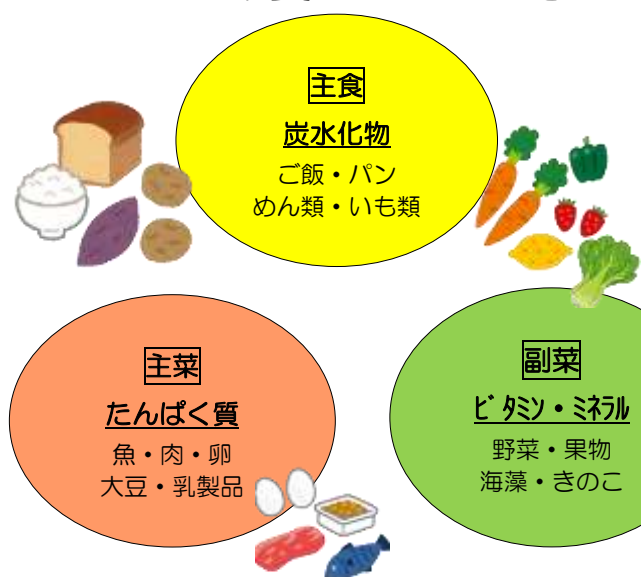 主食
炭水化物
ご飯・パン
めん類・いも類
主菜
たんぱく質
魚・肉・卵
大豆・乳製品
副菜
ﾋﾞﾀﾐﾝ・ﾐﾈﾗﾙ
野菜・果物
海藻・きのこ